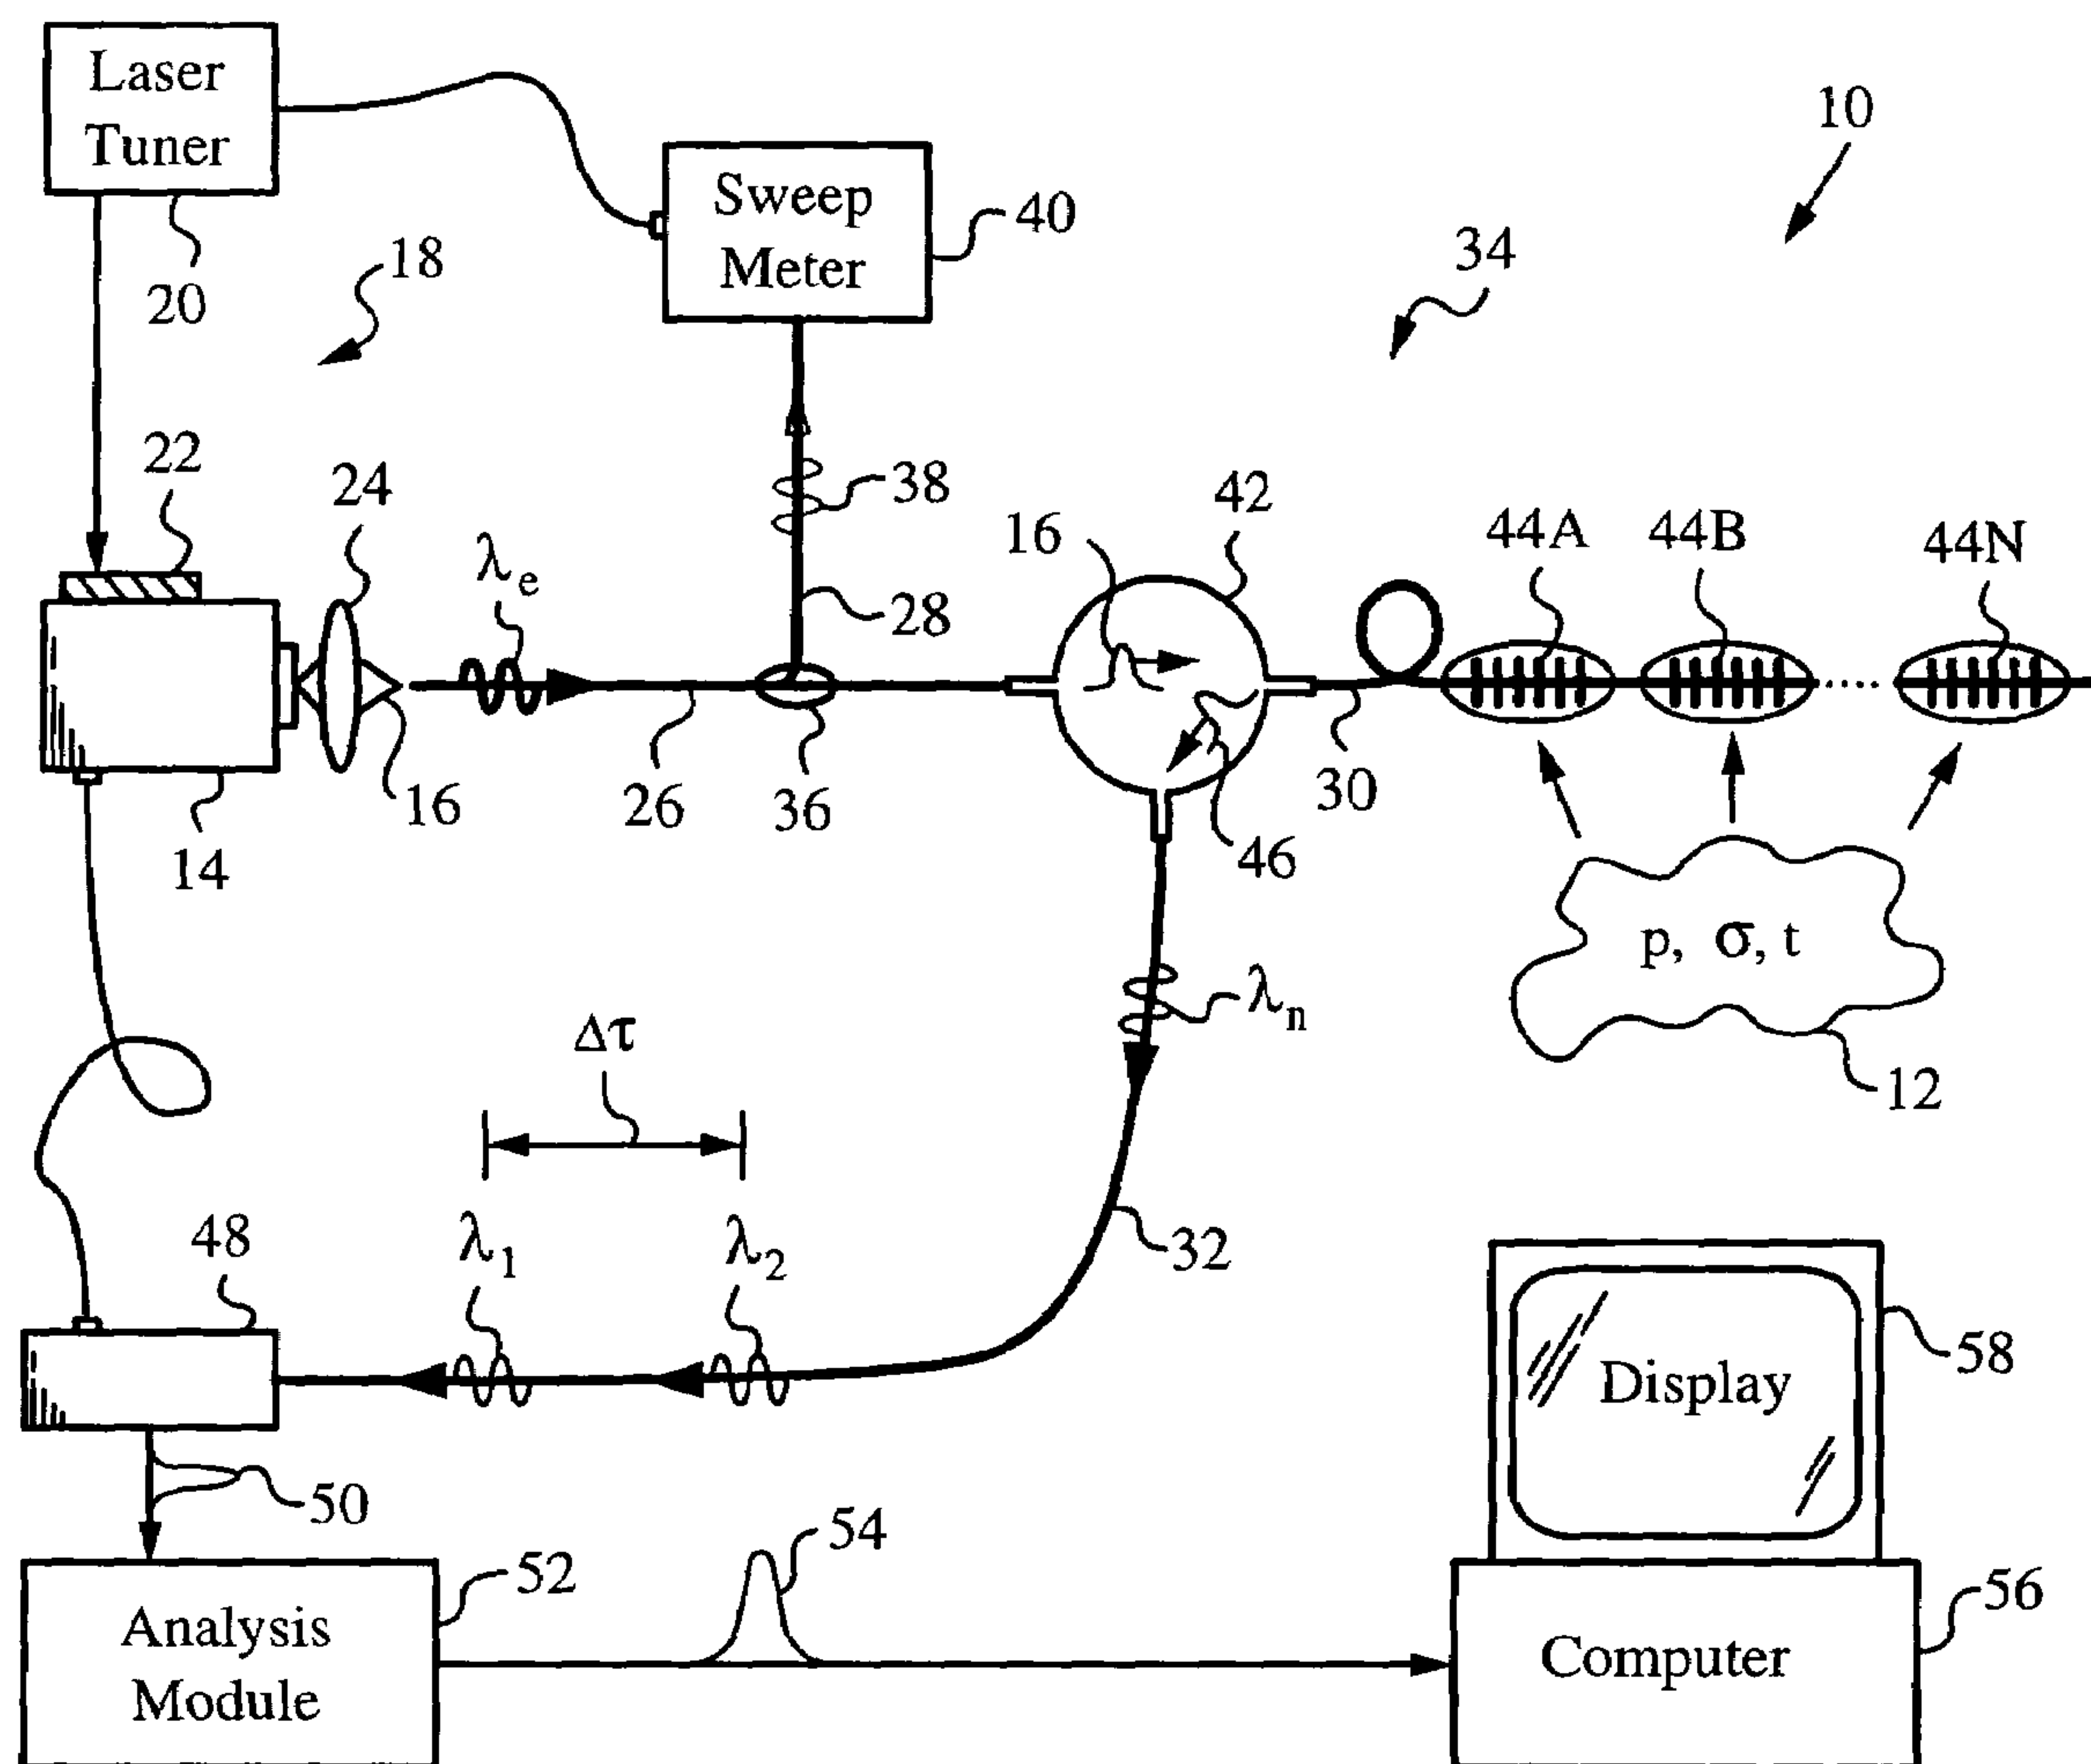 Laser
Tuner
20
18
Sweep
Meter
40
10
34
22
24
λe
38
28
16
42
44A
44B
44N
14
16
26
36
46
30
p, σ, t
12
λn
Δτ
48
λ1
λ2
32
50
Display
58
Analysis
Module
52
54
Computer
56